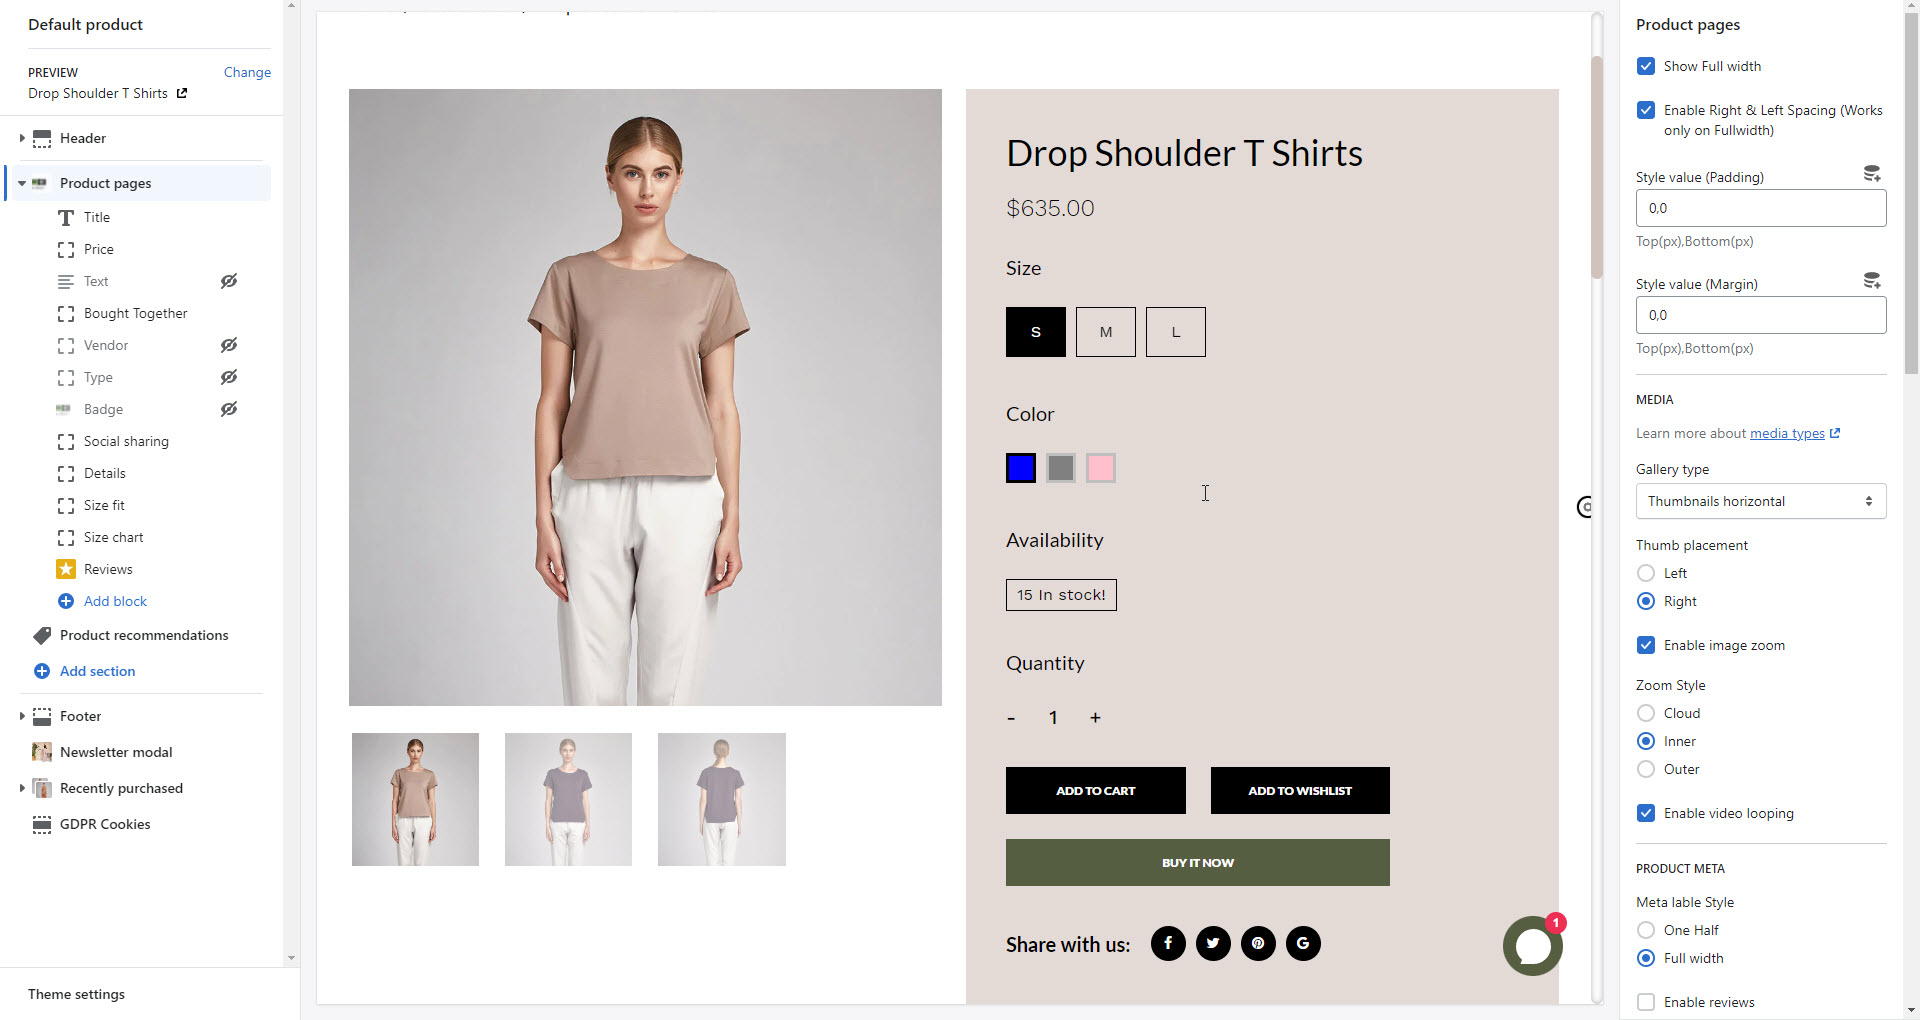 Default product
PREVIEW
Change
Drop Shoulder T Shirts
Header
Product pages
Title
Price
Text
Bought Together
Vendor
Type
Badge
Social sharing
Details
Size fit
Size chart
Reviews
Add block
Product recommendations
Add section
Footer
Newsletter modal
Recently purchased
GDPR Cookies
Theme settings
Drop Shoulder T Shirts
$635.00
Size
S M L
Color
Availability
15 In stock!
Quantity
- 1 +
ADD TO CART
ADD TO WISHLIST
BUY IT NOW
Share with us:
1
Product pages
Show Full width
Enable Right & Left Spacing (Works
only on Fullwidth)
Style value (Padding)
0,0
Top(px),Bottom(px)
Style value (Margin)
0,0
Top(px),Bottom(px)
MEDIA
Learn more about media types
Gallery type
Thumbnails horizontal
Thumb placement
Left
Right
Enable image zoom
Zoom Style
Cloud
Inner
Outer
Enable video looping
PRODUCT META
Meta lable Style
One Half
Full width
Enable reviews